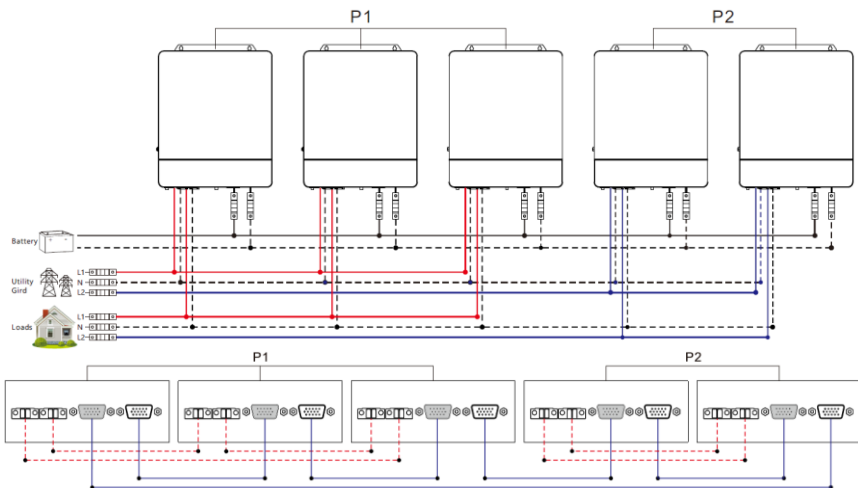 P1
P2
Battery
Utility
Gird
L1
N
L2
Loads
L1
N
L2
P1
P2